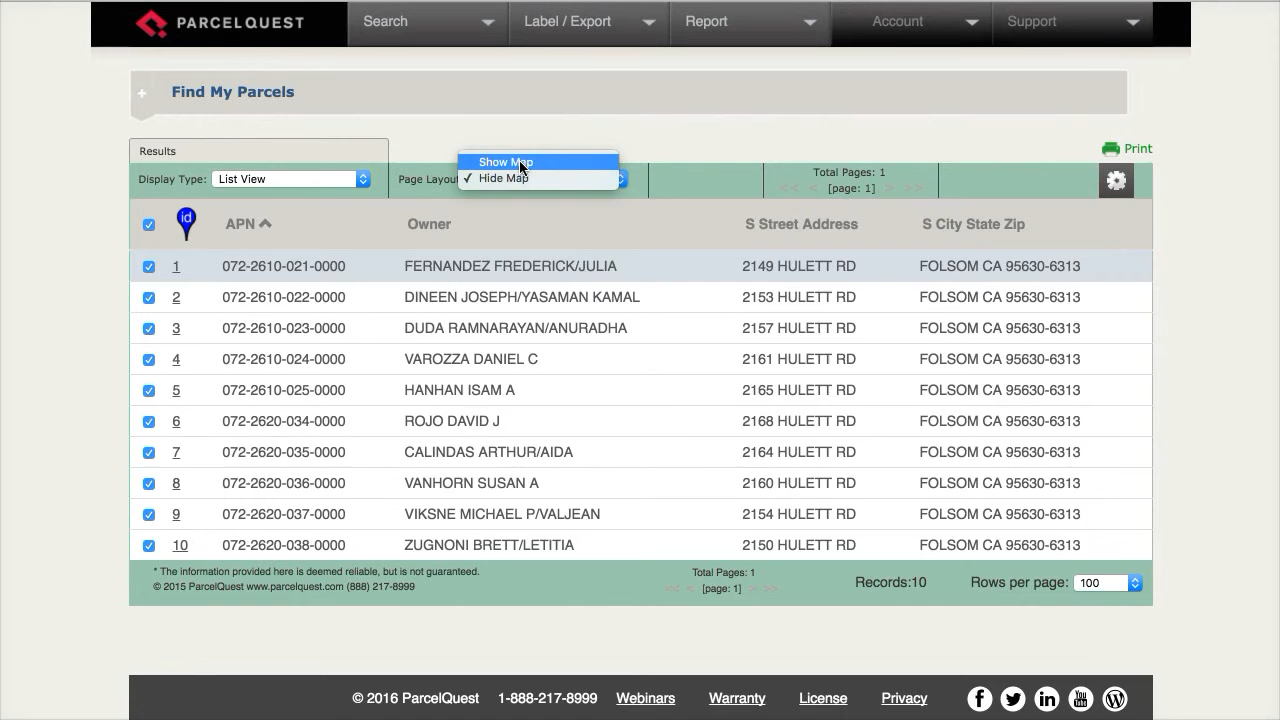 PARCELQUEST
Search
Label / Export
Report
Account
Support
+ Find My Parcels
Results
Print
Display Type: List View
Page Layout
Show Map
✓ Hide Map
Total Pages: 1
<< < [page: 1] > >>
id APN Owner S Street Address S City State Zip
1 072-2610-021-0000 FERNANDEZ FREDERICK/JULIA 2149 HULETT RD FOLSOM CA 95630-6313
2 072-2610-022-0000 DINEEN JOSEPH/YASAMAN KAMAL 2153 HULETT RD FOLSOM CA 95630-6313
3 072-2610-023-0000 DUDA RAMNARAYAN/ANURADHA 2157 HULETT RD FOLSOM CA 95630-6313
4 072-2610-024-0000 VAROZZA DANIEL C 2161 HULETT RD FOLSOM CA 95630-6313
5 072-2610-025-0000 HANHAN ISAM A 2165 HULETT RD FOLSOM CA 95630-6313
6 072-2620-034-0000 ROJO DAVID J 2168 HULETT RD FOLSOM CA 95630-6313
7 072-2620-035-0000 CALINDAS ARTHUR/AIDA 2164 HULETT RD FOLSOM CA 95630-6313
8 072-2620-036-0000 VANHORN SUSAN A 2160 HULETT RD FOLSOM CA 95630-6313
9 072-2620-037-0000 VIKSNE MICHAEL P/VALJEAN 2154 HULETT RD FOLSOM CA 95630-6313
10 072-2620-038-0000 ZUGNONI BRETT/LETITIA 2150 HULETT RD FOLSOM CA 95630-6313
* The information provided here is deemed reliable, but is not guaranteed.
© 2015 ParcelQuest www.parcelquest.com (888) 217-8999
Total Pages: 1
<< < [page: 1] > >>
Records:10
Rows per page: 100
© 2016 ParcelQuest 1-888-217-8999 Webinars Warranty License Privacy
You Tube